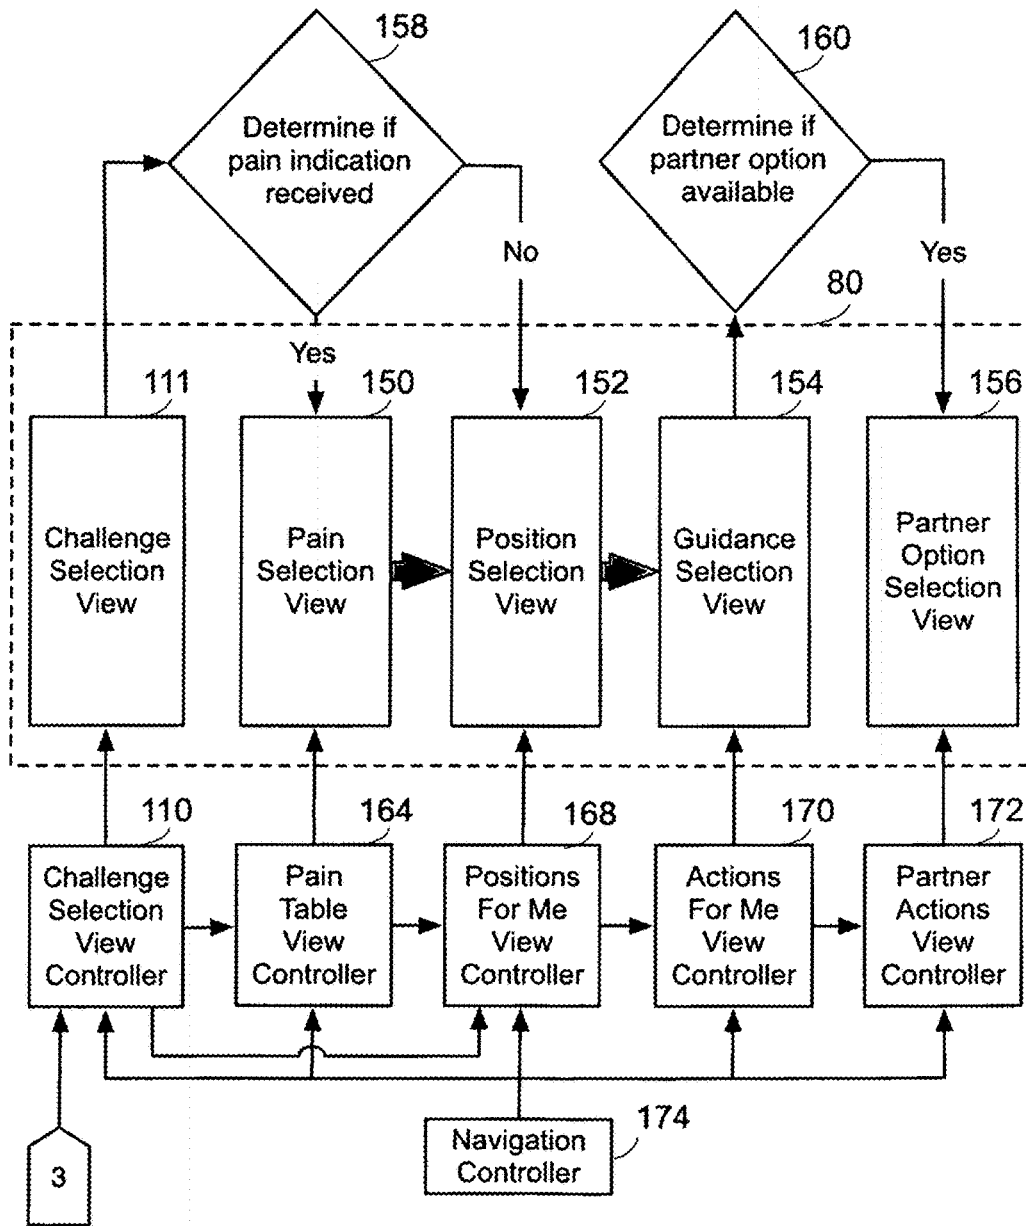 158
160
Determine if
pain indication
received
Determine if
partner option
available
No
Yes
80
Yes
111
150
152
154
156
Challenge
Selection
View
Pain
Selection
View
Position
Selection
View
Guidance
Selection
View
Partner
Option
Selection
View
110
164
168
170
172
Challenge
Selection
View
Controller
Pain
Table
View
Controller
Positions
For Me
View
Controller
Actions
For Me
View
Controller
Partner
Actions
View
Controller
174
Navigation
Controller
3